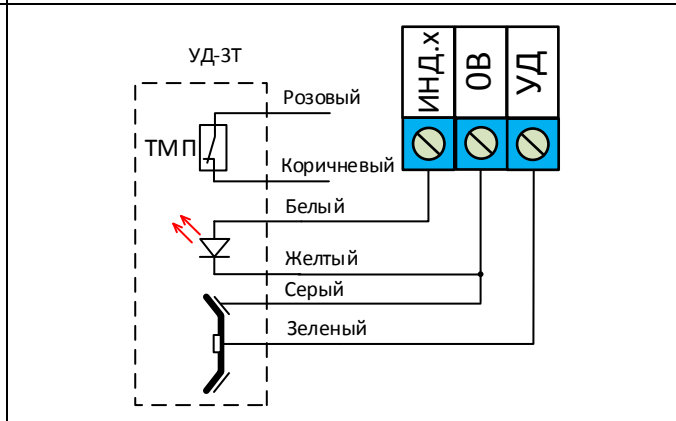 УД-3Т
ИНД.х
0В
УД
Розовый
ТМП
Коричневый
Белый
Желтый
Серый
Зеленый